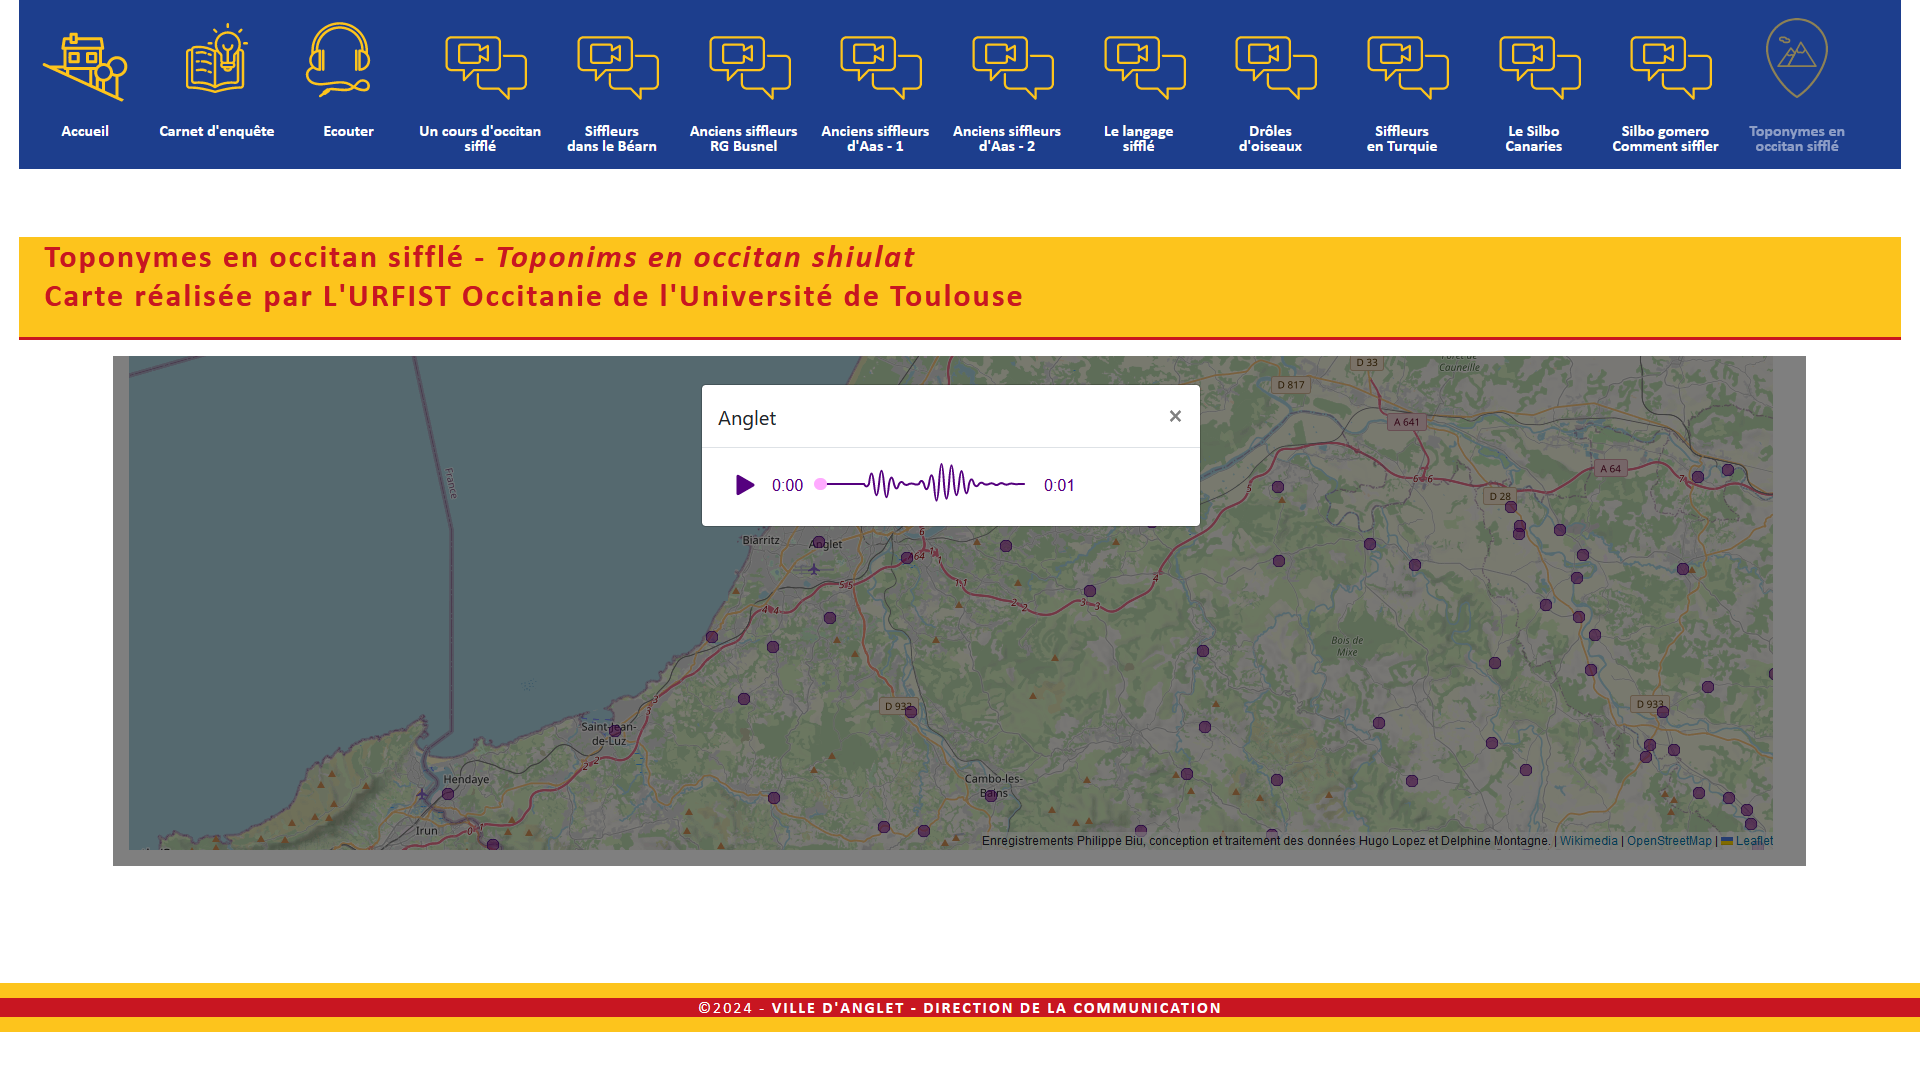 Accueil
Carnet d'enquête
Ecouter
Un cours d'occitan
sifflé
Siffleurs
dans le Béarn
Anciens siffleurs
RG Busnel
Anciens siffleurs
d'Aas - 1
Anciens siffleurs
d'Aas - 2
Le langage
sifflé
Drôles
d'oiseaux
Siffleurs
en Turquie
Le Silbo
Canaries
Silbo gomero
Comment siffler
Toponymes en
occitan sifflé
Toponymes en occitan sifflé - Toponims en occitan shiulat
Carte réalisée par L'URFIST Occitanie de l'Université de Toulouse
Anglet
×
0:00
0:01
D 33
Cauneille
D 817
A 641
A 64
France
D 28
Biarritz
Anglet
Bois de
Mixe
D 932
D 933
Saint-Jean-
de-Luz
Hendaye
Cambo-les-
Bains
Irun
Enregistrements Philippe Biu, conception et traitement des données Hugo Lopez et Delphine Montagne. | Wikimedia | OpenStreetMap | Leaflet
©2024 - VILLE D'ANGLET - DIRECTION DE LA COMMUNICATION